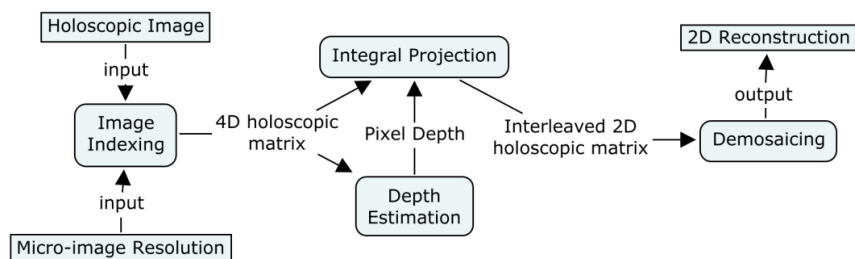 Holoscopic Image
input
Image
Indexing
input
Micro-image Resolution
4D holoscopic
matrix
Integral Projection
Pixel Depth
Depth
Estimation
Interleaved 2D
holoscopic matrix
2D Reconstruction
output
Demosaicing